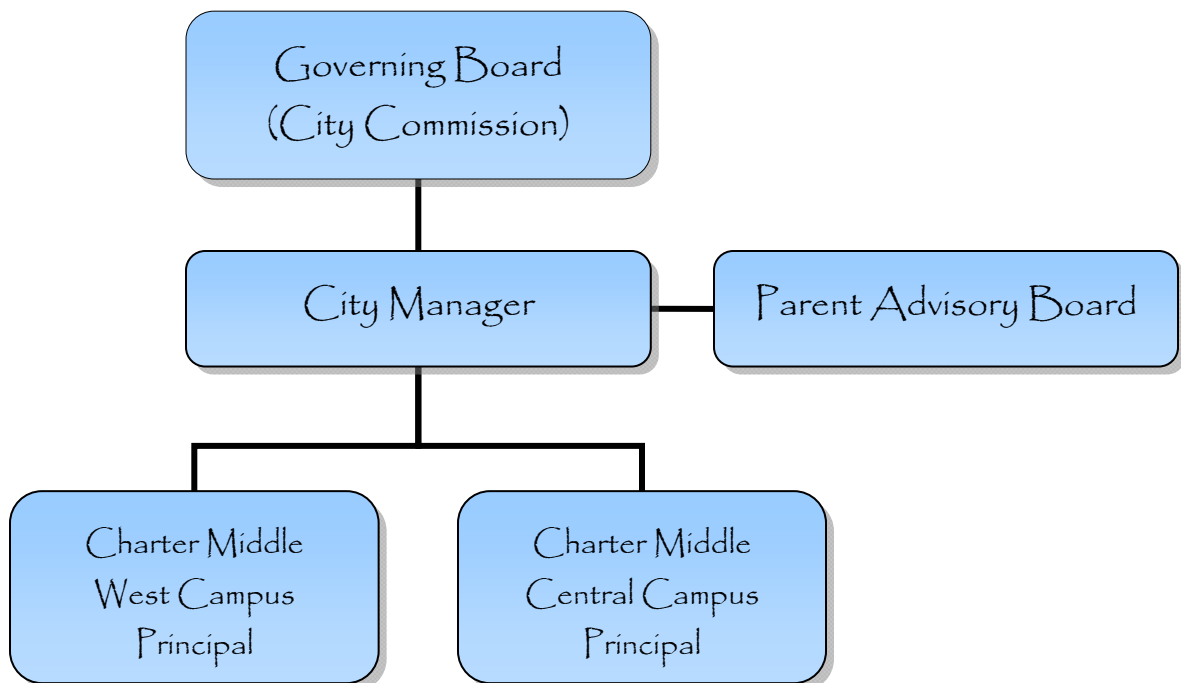 Governing Board
(City Commission)
City Manager
Parent Advisory Board
Charter Middle
West Campus
Principal
Charter Middle
Central Campus
Principal